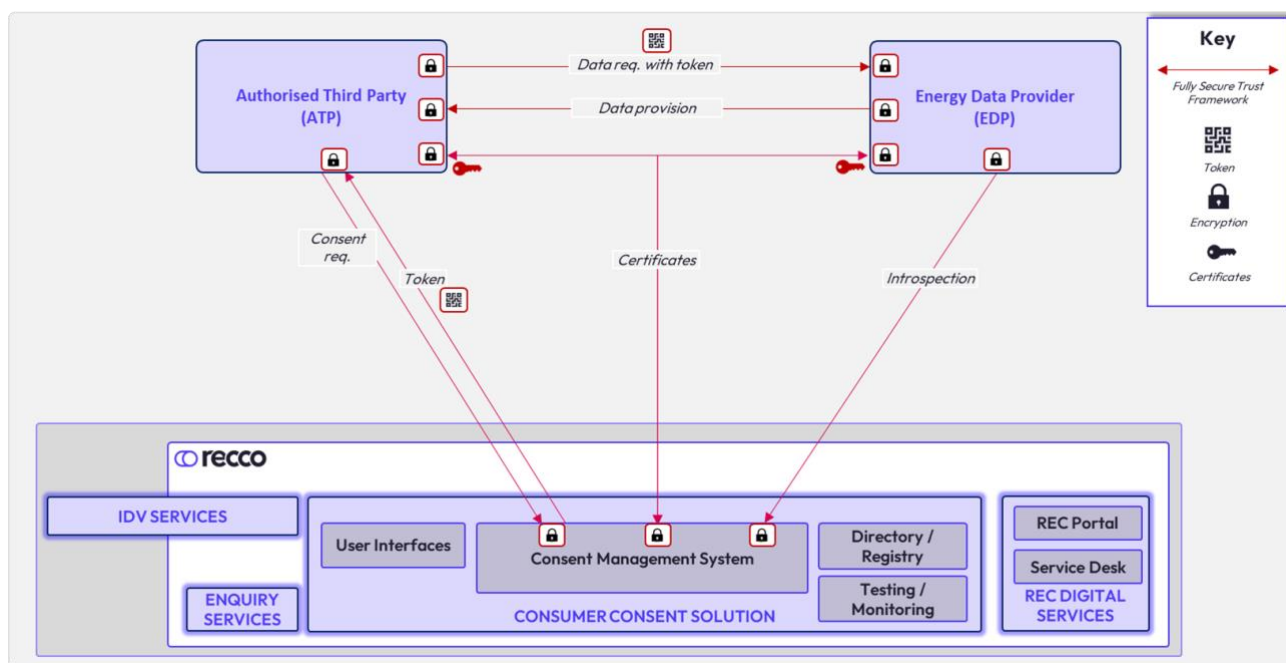 Key
Fully Secure Trust
Framework
Token
Encryption
Certificates
Authorised Third Party
(ATP)
Data req. with token
Data provision
Energy Data Provider
(EDP)
Consent
req.
Token
Certificates
Introspection
recco
IDV SERVICES
ENQUIRY
SERVICES
User Interfaces
Consent Management System
Directory /
Registry
Testing /
Monitoring
CONSUMER CONSENT SOLUTION
REC Portal
Service Desk
REC DIGITAL
SERVICES